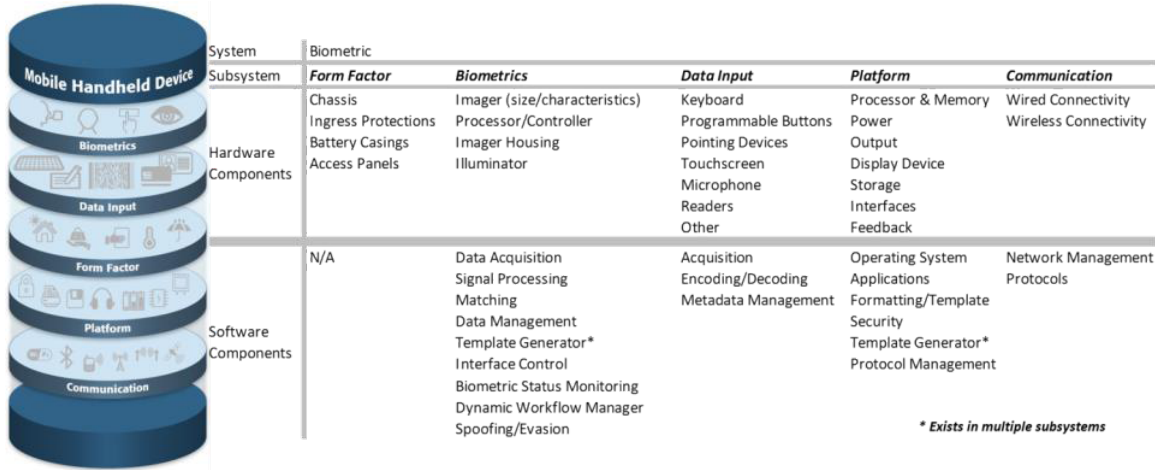 Mobile Handheld Device
Biometrics
Data Input
Form Factor
Platform
Communication
System Biometric
Subsystem Form Factor Biometrics Data Input Platform Communication
Hardware Components
Chassis
Ingress Protections
Battery Casings
Access Panels
Imager (size/characteristics)
Processor/Controller
Imager Housing
Illuminator
Keyboard
Programmable Buttons
Pointing Devices
Touchscreen
Microphone
Readers
Other
Processor & Memory
Power
Output
Display Device
Storage
Interfaces
Feedback
Wired Connectivity
Wireless Connectivity
Software Components
N/A
Data Acquisition
Signal Processing
Matching
Data Management
Template Generator*
Interface Control
Biometric Status Monitoring
Dynamic Workflow Manager
Spoofing/Evasion
Acquisition
Encoding/Decoding
Metadata Management
Operating System
Applications
Formatting/Template
Security
Template Generator*
Protocol Management
Network Management
Protocols
* Exists in multiple subsystems